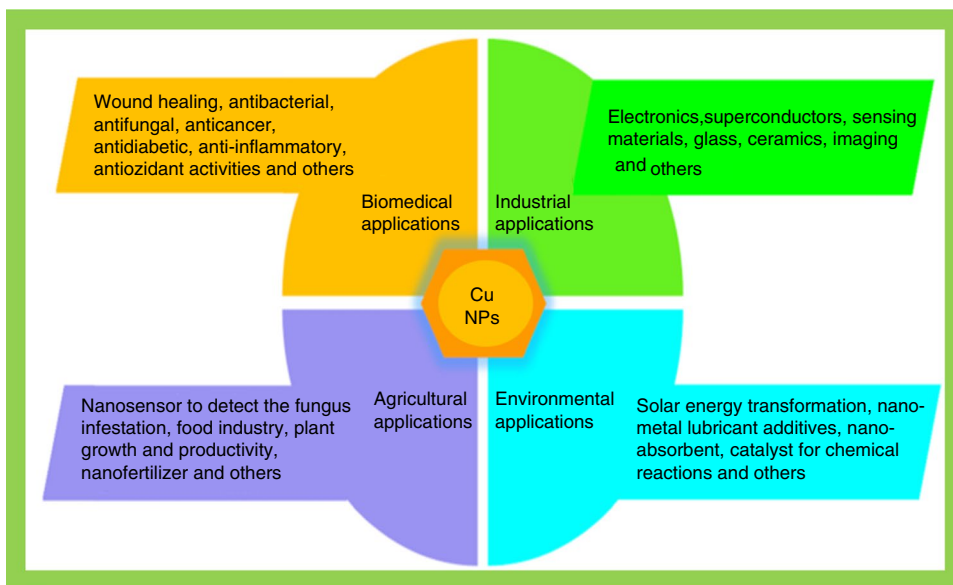 Wound healing, antibacterial,
antifungal, anticancer,
antidiabetic, anti-inflammatory,
antiozidant activities and others
Biomedical
applications
Electronics,superconductors, sensing
materials, glass, ceramics, imaging
and others
Industrial
applications
Cu
NPs
Nanosensor to detect the fungus
infestation, food industry, plant
growth and productivity,
nanofertilizer and others
Agricultural
applications
Environmental
applications
Solar energy transformation, nano-
metal lubricant additives, nano-
absorbent, catalyst for chemical
reactions and others